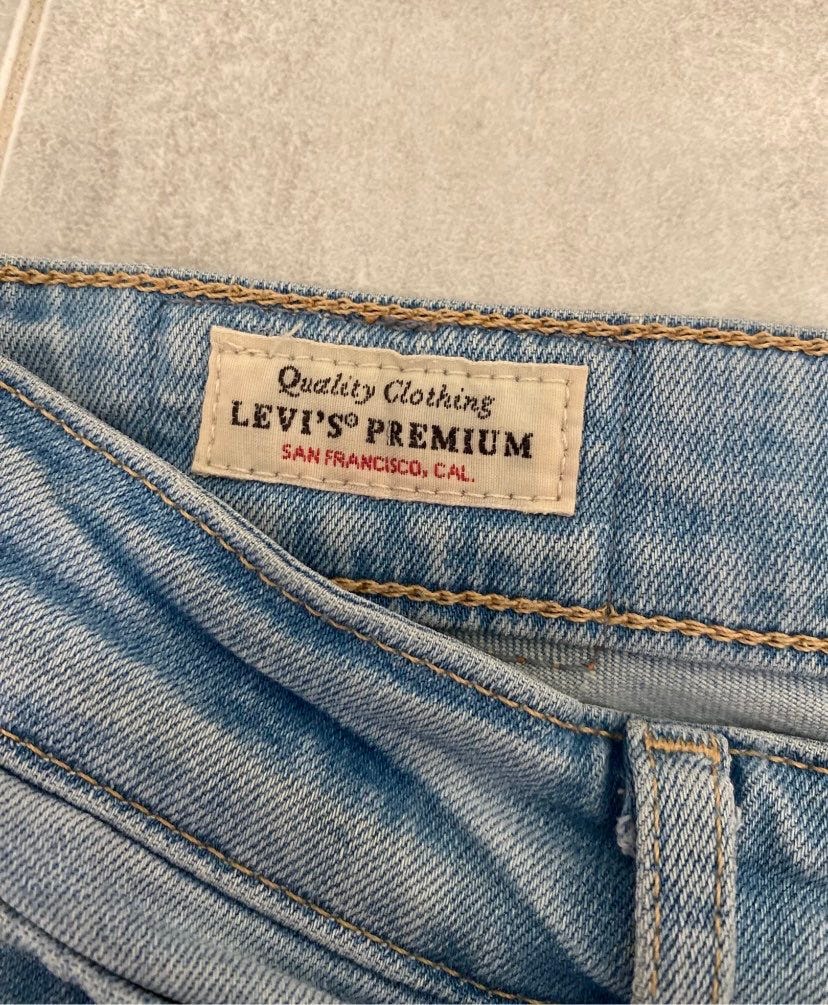 Quality Clothing
LEVI'S® PREMIUM
SAN FRANCISCO, CAL.